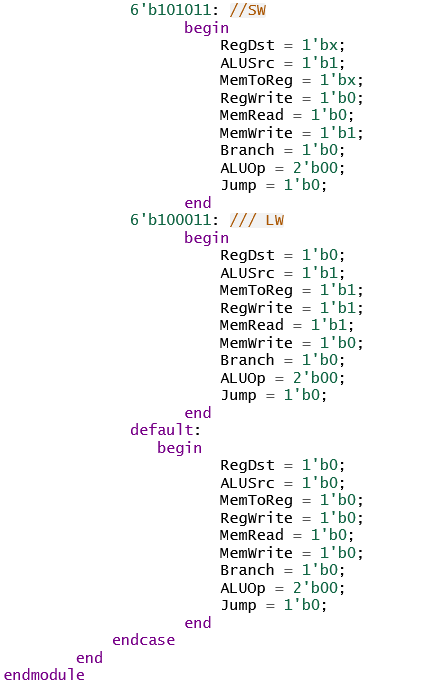 6'b101011: //SW
begin
RegDst = 1'bx;
ALUSrc = 1'b1;
MemToReg = 1'bx;
RegWrite = 1'b0;
MemRead = 1'b0;
MemWrite = 1'b1;
Branch = 1'b0;
ALUOp = 2'b00;
Jump = 1'b0;
end
6'b100011: /// LW
begin
RegDst = 1'b0;
ALUSrc = 1'b1;
MemToReg = 1'b1;
RegWrite = 1'b1;
MemRead = 1'b1;
MemWrite = 1'b0;
Branch = 1'b0;
ALUOp = 2'b00;
Jump = 1'b0;
end
default:
begin
RegDst = 1'b0;
ALUSrc = 1'b0;
MemToReg = 1'b0;
RegWrite = 1'b0;
MemRead = 1'b0;
MemWrite = 1'b0;
Branch = 1'b0;
ALUOp = 2'b00;
Jump = 1'b0;
end
endcase
end
endmodule